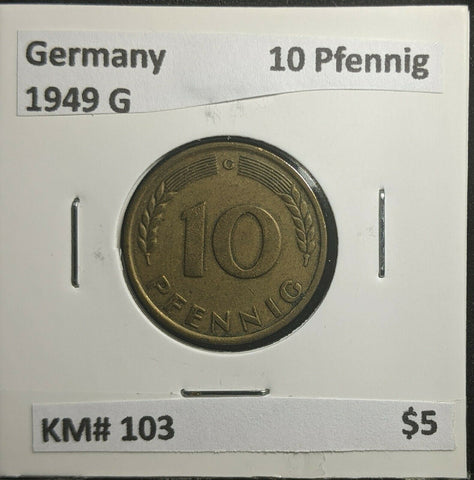 Germany 10 Pfennig
1949 G
G
10
PFENNIG
KM# 103 $5